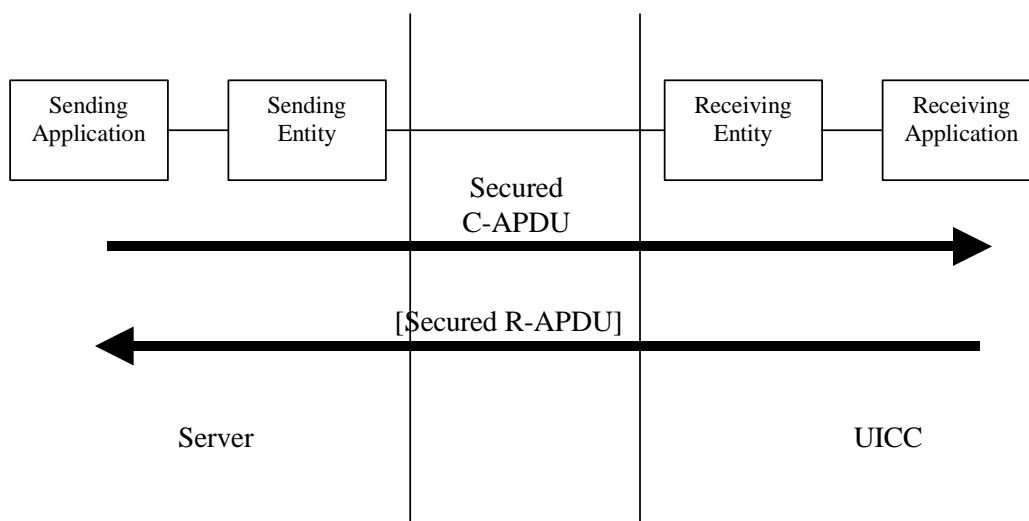 Sending
Application
Sending
Entity
Receiving
Entity
Receiving
Application
Secured
C-APDU
[Secured R-APDU]
Server
UICC